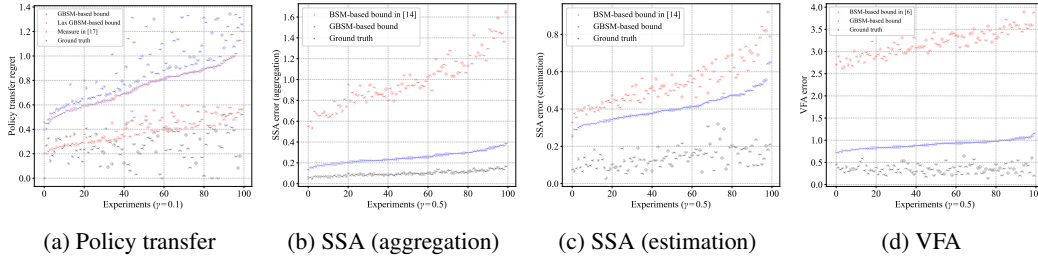 1.4
1.2
1.0
0.8
0.6
0.4
0.2
0.0
Policy transfer regret
GBSM-based bound
Lax GBSM-based bound
Measure in [17]
Ground truth
0 20 40 60 80 100
Experiments (γ=0.1)
(a) Policy transfer
1.6
1.4
1.2
1.0
0.8
0.6
0.4
0.2
0.0
SSA error (aggregation)
BSM-based bound in [14]
GBSM-based bound
Ground truth
0 20 40 60 80 100
Experiments (γ=0.5)
(b) SSA (aggregation)
0.8
0.6
0.4
0.2
0.0
SSA error (estimation)
BSM-based bound in [14]
GBSM-based bound
Ground truth
0 20 40 60 80 100
Experiments (γ=0.5)
(c) SSA (estimation)
4.0
3.5
3.0
2.5
2.0
1.5
1.0
0.5
0.0
VFA error
BSM-based bound in [6]
GBSM-based bound
Ground truth
0 20 40 60 80 100
Experiments (γ=0.5)
(d) VFA